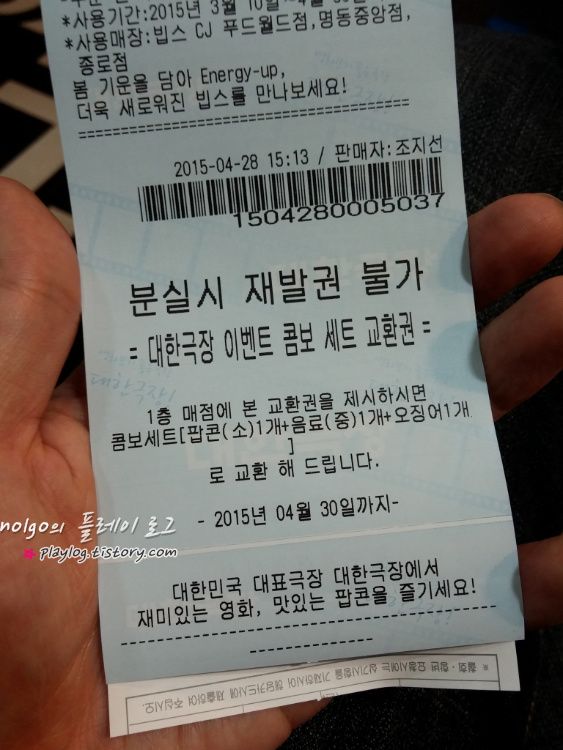 *사용기간:2015년 3월 10일~4월 30일
*사용매장:빕스 CJ 푸드월드점,명동중앙점,
종로점
봄 기운을 담아 Energy-up,
더욱 새로워진 빕스를 만나보세요!
2015-04-28 15:13 / 판매자:조지선
1504280005037
분실시 재발권 불가
= 대한극장 이벤트 콤보 세트 교환권 =
1층 매점에 본 교환권을 제시하시면
콤보세트[팝콘(소)1개+음료(중)1개+오징어1개
]
로 교환 해 드립니다.
- 2015년 04월 30일까지-
nolgo의 플레이 로그
playlog.tistory.com
대한민국 대표극장 대한극장에서
재미있는 영화, 맛있는 팝콘을 즐기세요!